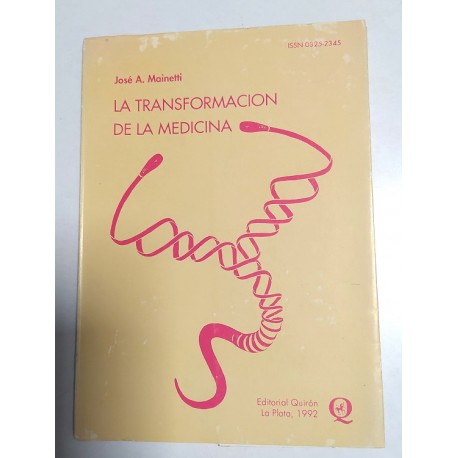 ISSN 0325-2345
José A. Mainetti
LA TRANSFORMACION
DE LA MEDICINA
Editorial Quirón
La Plata, 1992